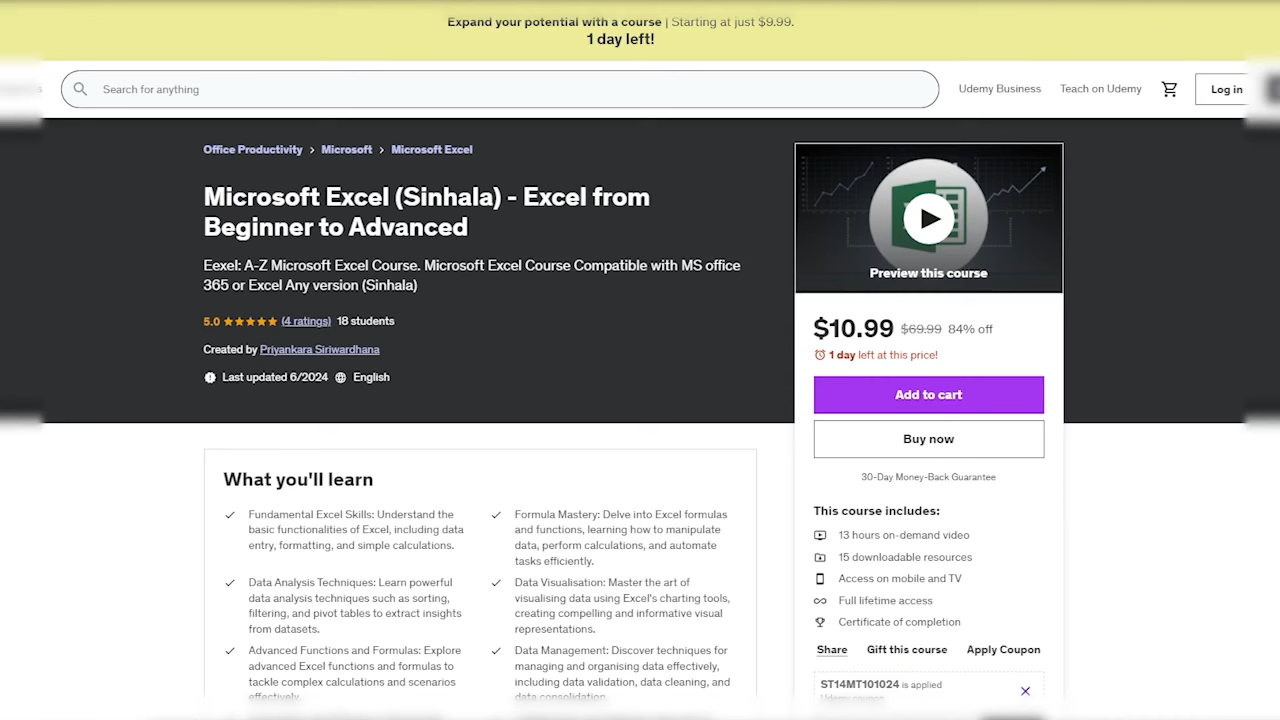 Expand your potential with a course | Starting at just $9.99.
1 day left!
Search for anything
Udemy Business
Teach on Udemy
Log in
Office Productivity > Microsoft > Microsoft Excel
Microsoft Excel (Sinhala) - Excel from
Beginner to Advanced
Eexel: A-Z Microsoft Excel Course. Microsoft Excel Course Compatible with MS office
365 or Excel Any version (Sinhala)
5.0 (4 ratings) 18 students
Created by Priyankara Siriwardhana
Last updated 6/2024 English
Preview this course
$10.99 $69.99 84% off
1 day left at this price!
Add to cart
Buy now
30-Day Money-Back Guarantee
This course includes:
13 hours on-demand video
15 downloadable resources
Access on mobile and TV
Full lifetime access
Certificate of completion
Share
Gift this course
Apply Coupon
ST14MT101024 is applied
Udemy coupon
What you'll learn
Fundamental Excel Skills: Understand the
basic functionalities of Excel, including data
entry, formatting, and simple calculations.
Formula Mastery: Delve into Excel formulas
and functions, learning how to manipulate
data, perform calculations, and automate
tasks efficiently.
Data Analysis Techniques: Learn powerful
data analysis techniques such as sorting,
filtering, and pivot tables to extract insights
from datasets.
Data Visualisation: Master the art of
visualising data using Excel's charting tools,
creating compelling and informative visual
representations.
Advanced Functions and Formulas: Explore
advanced Excel functions and formulas to
tackle complex calculations and scenarios
effectively.
Data Management: Discover techniques for
managing and organising data effectively,
including data validation, data cleaning, and
data consolidation.